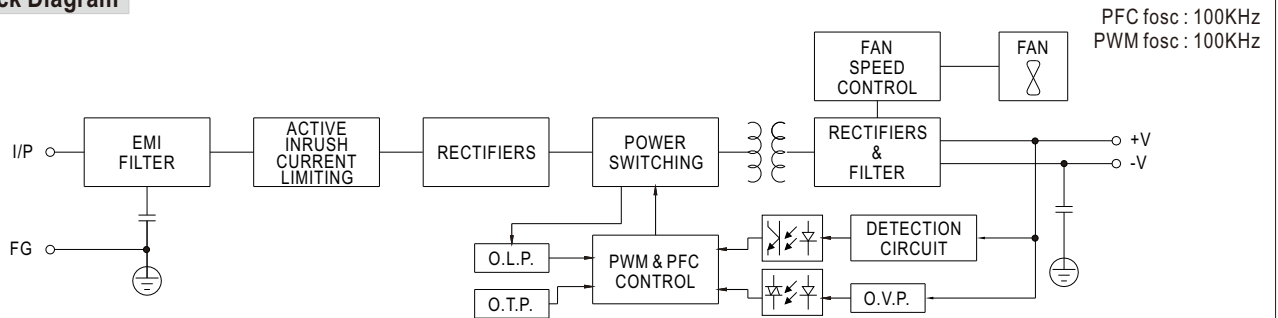 ck Diagram
PFC fosc : 100KHz
PWM fosc : 100KHz
FAN
SPEED
CONTROL
FAN
I/P
EMI
FILTER
ACTIVE
INRUSH
CURRENT
LIMITING
RECTIFIERS
POWER
SWITCHING
RECTIFIERS
&
FILTER
+V
-V
FG
O.L.P.
O.T.P.
PWM & PFC
CONTROL
DETECTION
CIRCUIT
O.V.P.